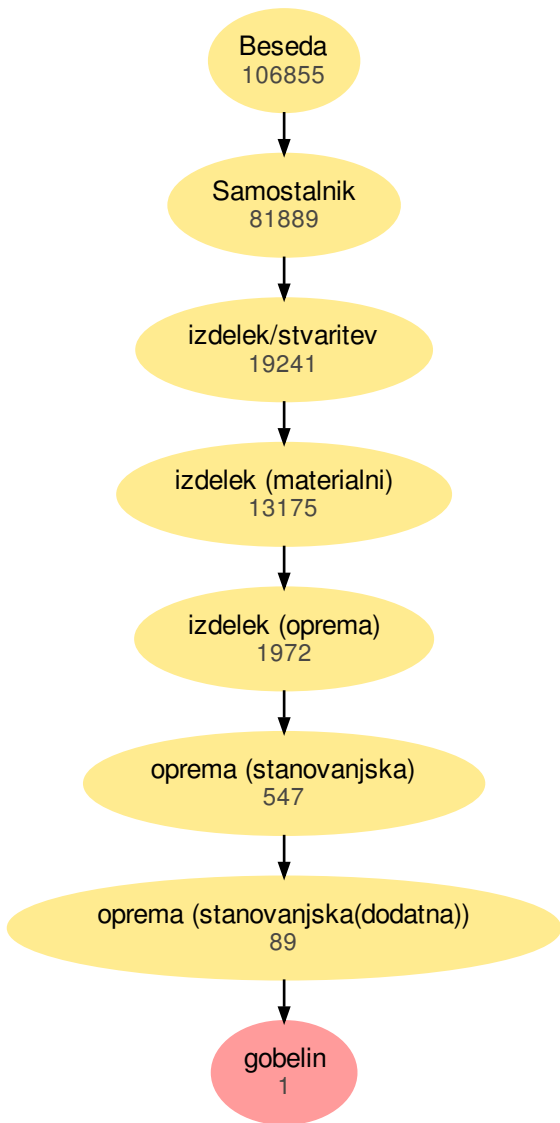 Beseda
106855
Samostalnik
81889
izdelek/stvaritev
19241
izdelek (materialni)
13175
izdelek (oprema)
1972
oprema (stanovanjska)
547
oprema (stanovanjska(dodatna))
89
gobelin
1